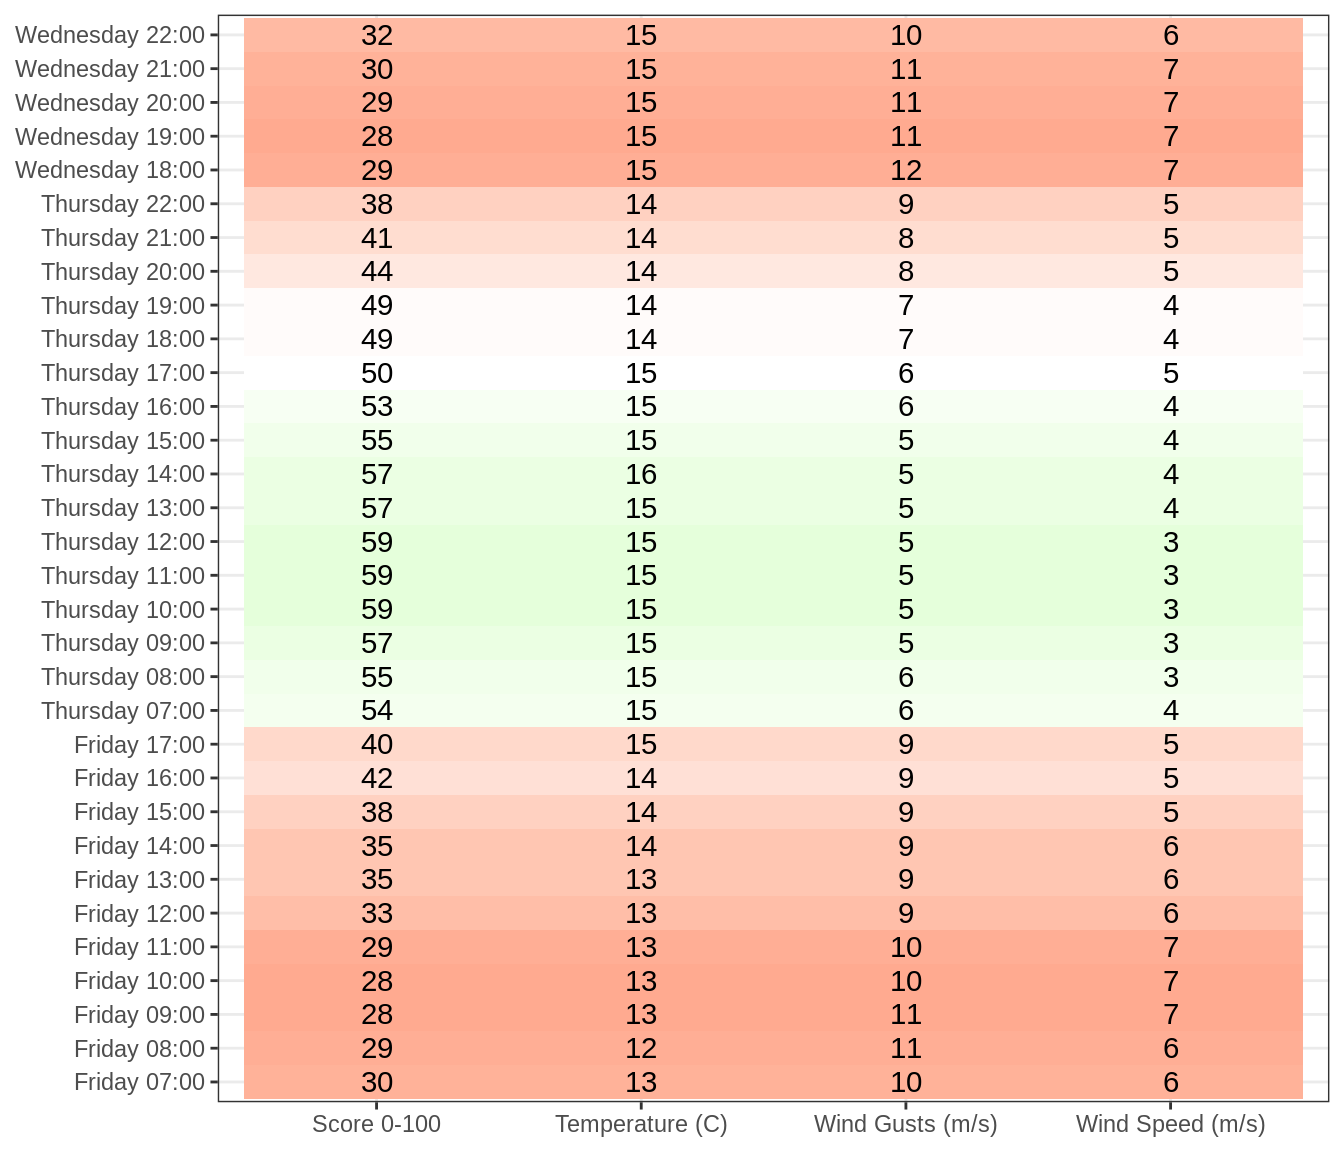 Wednesday 22:00 32 15 10 6
Wednesday 21:00 30 15 11 7
Wednesday 20:00 29 15 11 7
Wednesday 19:00 28 15 11 7
Wednesday 18:00 29 15 12 7
Thursday 22:00 38 14 9 5
Thursday 21:00 41 14 8 5
Thursday 20:00 44 14 8 5
Thursday 19:00 49 14 7 4
Thursday 18:00 49 14 7 4
Thursday 17:00 50 15 6 5
Thursday 16:00 53 15 6 4
Thursday 15:00 55 15 5 4
Thursday 14:00 57 16 5 4
Thursday 13:00 57 15 5 4
Thursday 12:00 59 15 5 3
Thursday 11:00 59 15 5 3
Thursday 10:00 59 15 5 3
Thursday 09:00 57 15 5 3
Thursday 08:00 55 15 6 3
Thursday 07:00 54 15 6 4
Friday 17:00 40 15 9 5
Friday 16:00 42 14 9 5
Friday 15:00 38 14 9 5
Friday 14:00 35 14 9 6
Friday 13:00 35 13 9 6
Friday 12:00 33 13 9 6
Friday 11:00 29 13 10 7
Friday 10:00 28 13 10 7
Friday 09:00 28 13 11 7
Friday 08:00 29 12 11 6
Friday 07:00 30 13 10 6
Score 0-100 Temperature (C) Wind Gusts (m/s) Wind Speed (m/s)